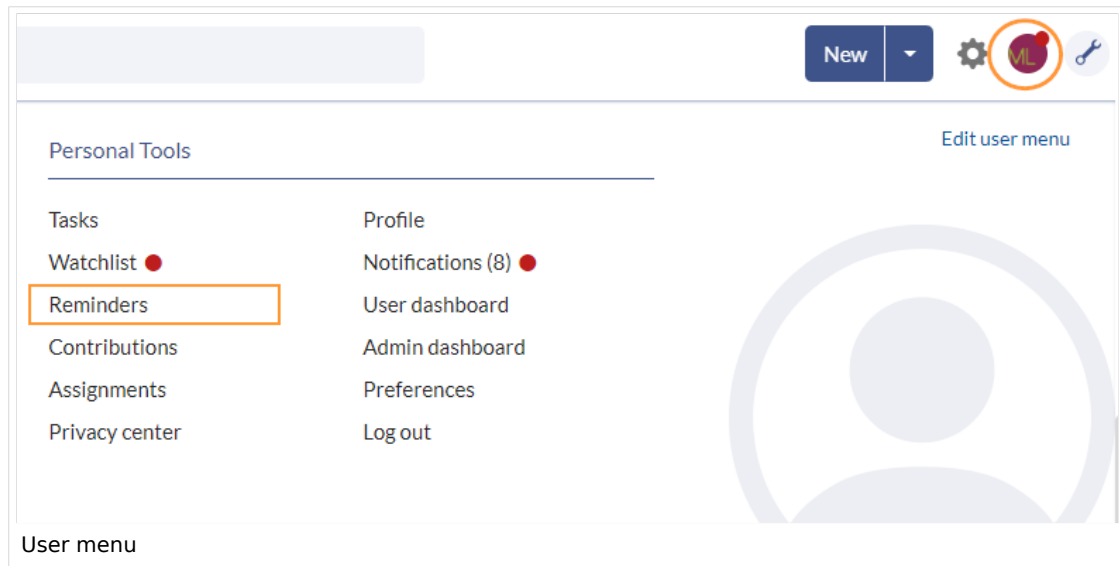 New
ML
Edit user menu
Personal Tools
Tasks
Watchlist
Reminders
Contributions
Assignments
Privacy center
Profile
Notifications (8)
User dashboard
Admin dashboard
Preferences
Log out
User menu